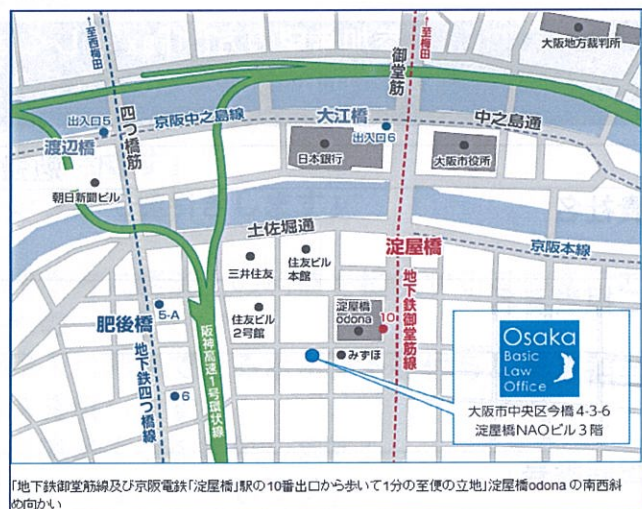 ↑至西梅田
↑至梅田
御堂筋
大阪地方裁判所
出入口5
四つ橋筋
京阪中之島線
大江橋
中之島通
渡辺橋
出入口6
日本銀行
大阪市役所
朝日新聞ビル
土佐堀通
淀屋橋
京阪本線
三井住友
住友ビル
本館
地下鉄御堂筋線
5-A
肥後橋
住友ビル
2号館
淀屋橋
odona
10
阪神高速1号環状線
みずほ
地下鉄四つ橋線
6
Osaka
Basic
Law
Office
大阪市中央区今橋4-3-6
淀屋橋NAOビル3階
「地下鉄御堂筋線及び京阪電鉄「淀屋橋」駅の10番出口から歩いて1分の至便の立地」淀屋橋odonaの南西斜
め向かい